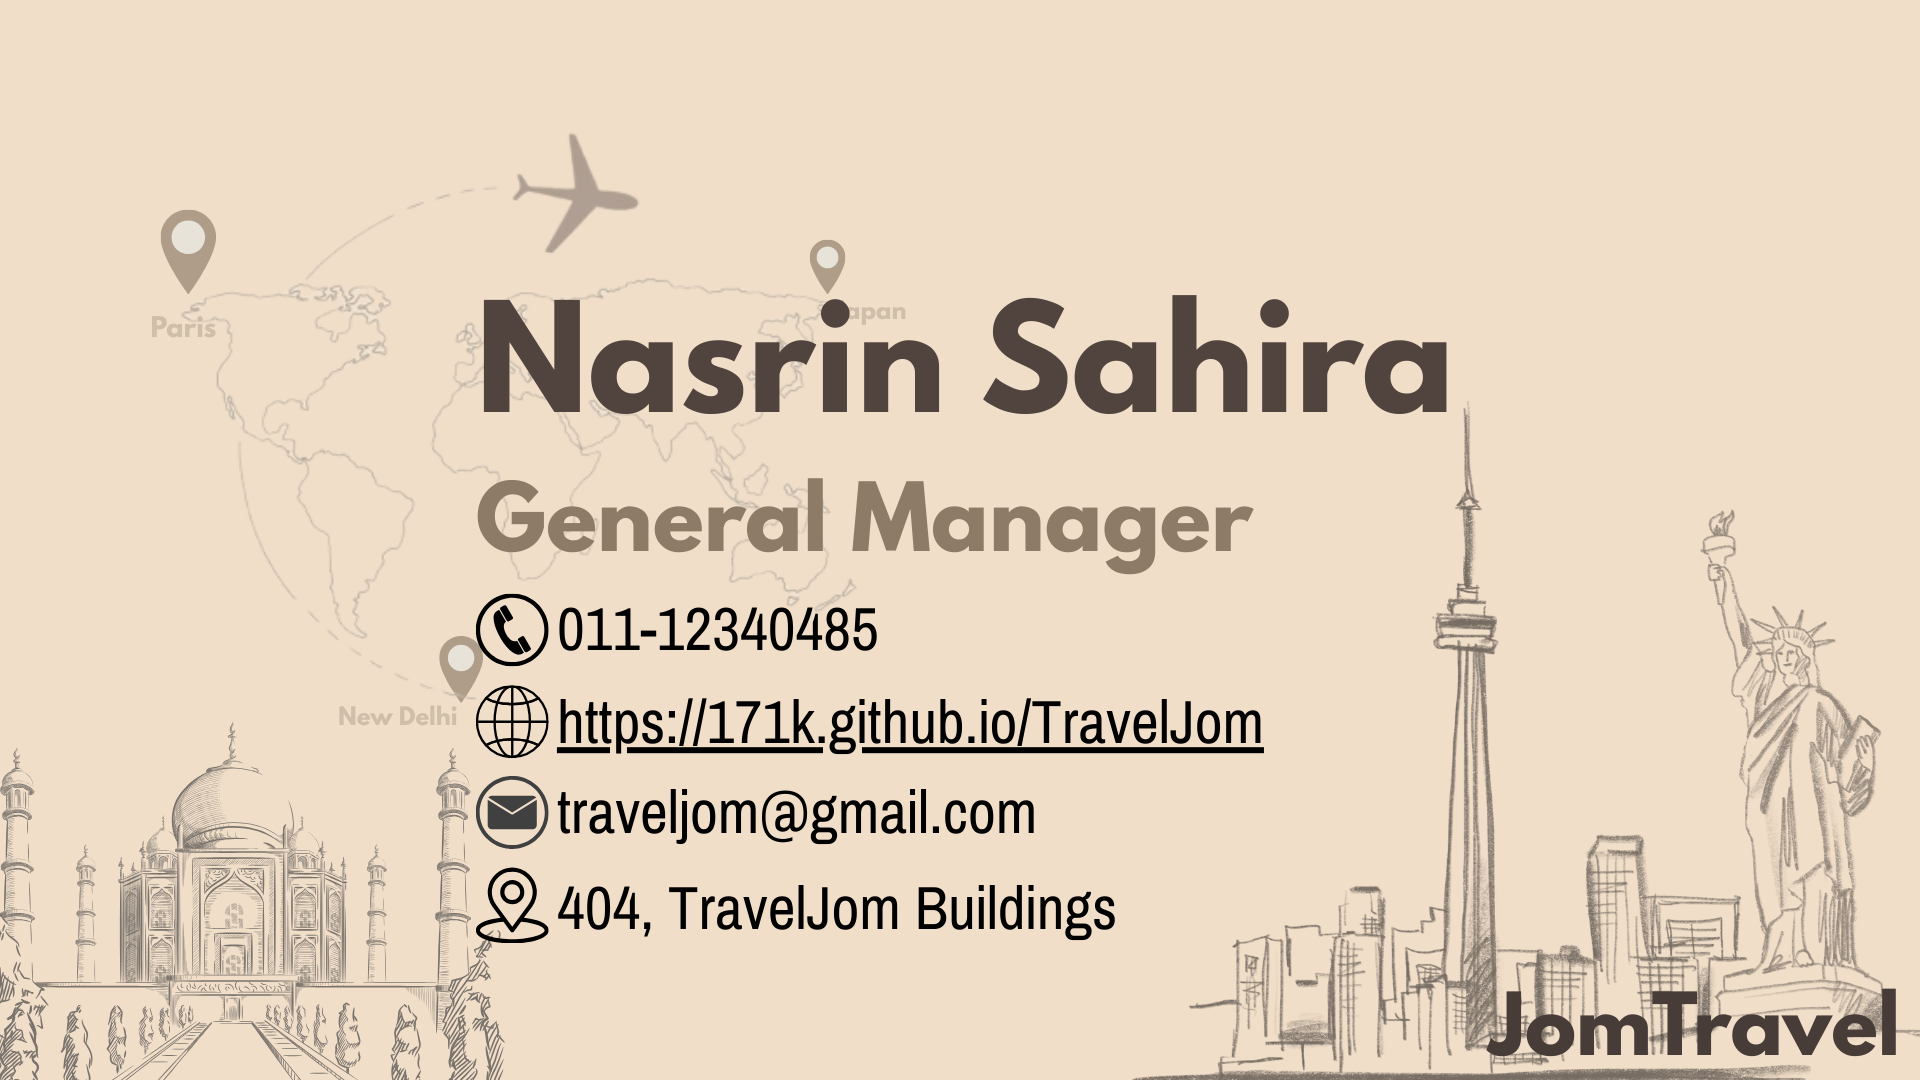 Paris
apan
Nasrin Sahira
General Manager
011-12340485
New Delhi
https://171k.github.io/TravelJom
traveljom@gmail.com
404, TravelJom Buildings
JomTravel